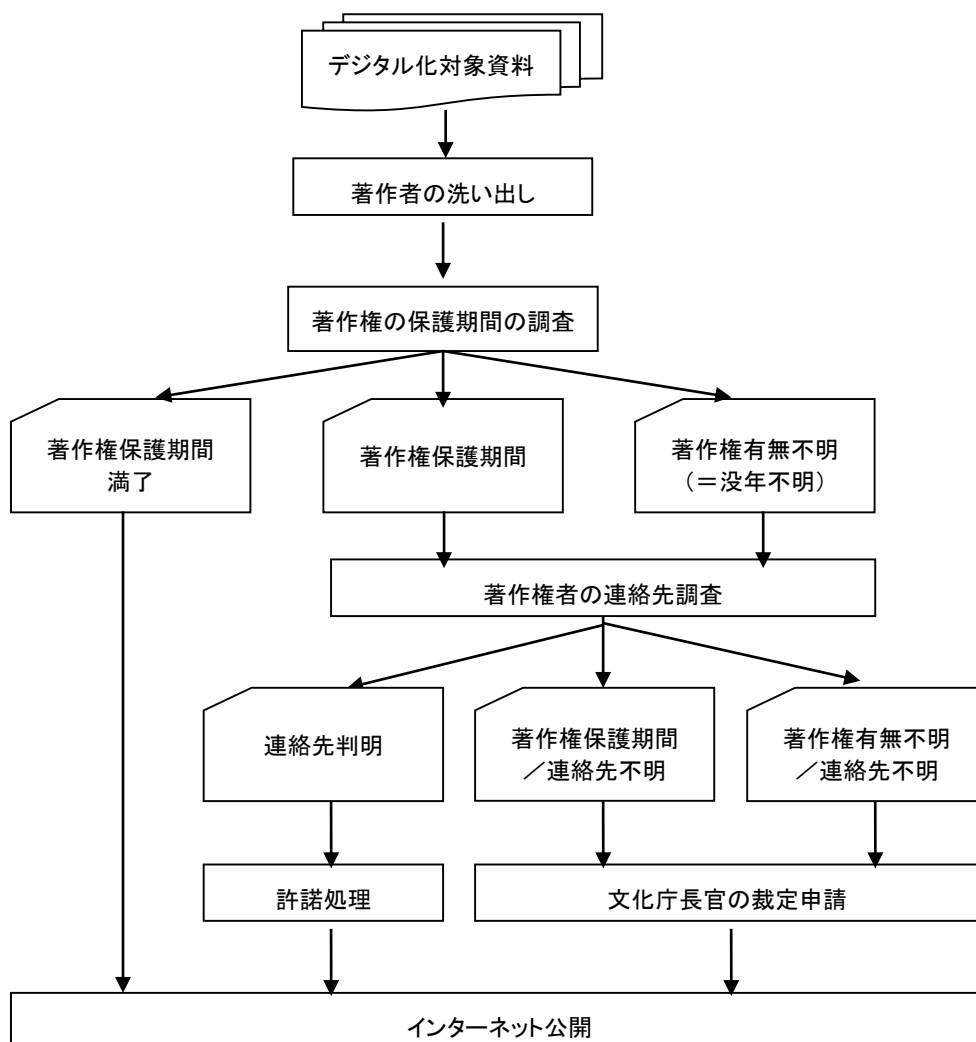 デジタル化対象資料
著作者の洗い出し
著作権の保護期間の調査
著作権保護期間
満了
著作権保護期間
著作権有無不明
（＝没年不明）
著作権者の連絡先調査
連絡先判明
著作権保護期間
／連絡先不明
著作権有無不明
／連絡先不明
許諾処理
文化庁長官の裁定申請
インターネット公開